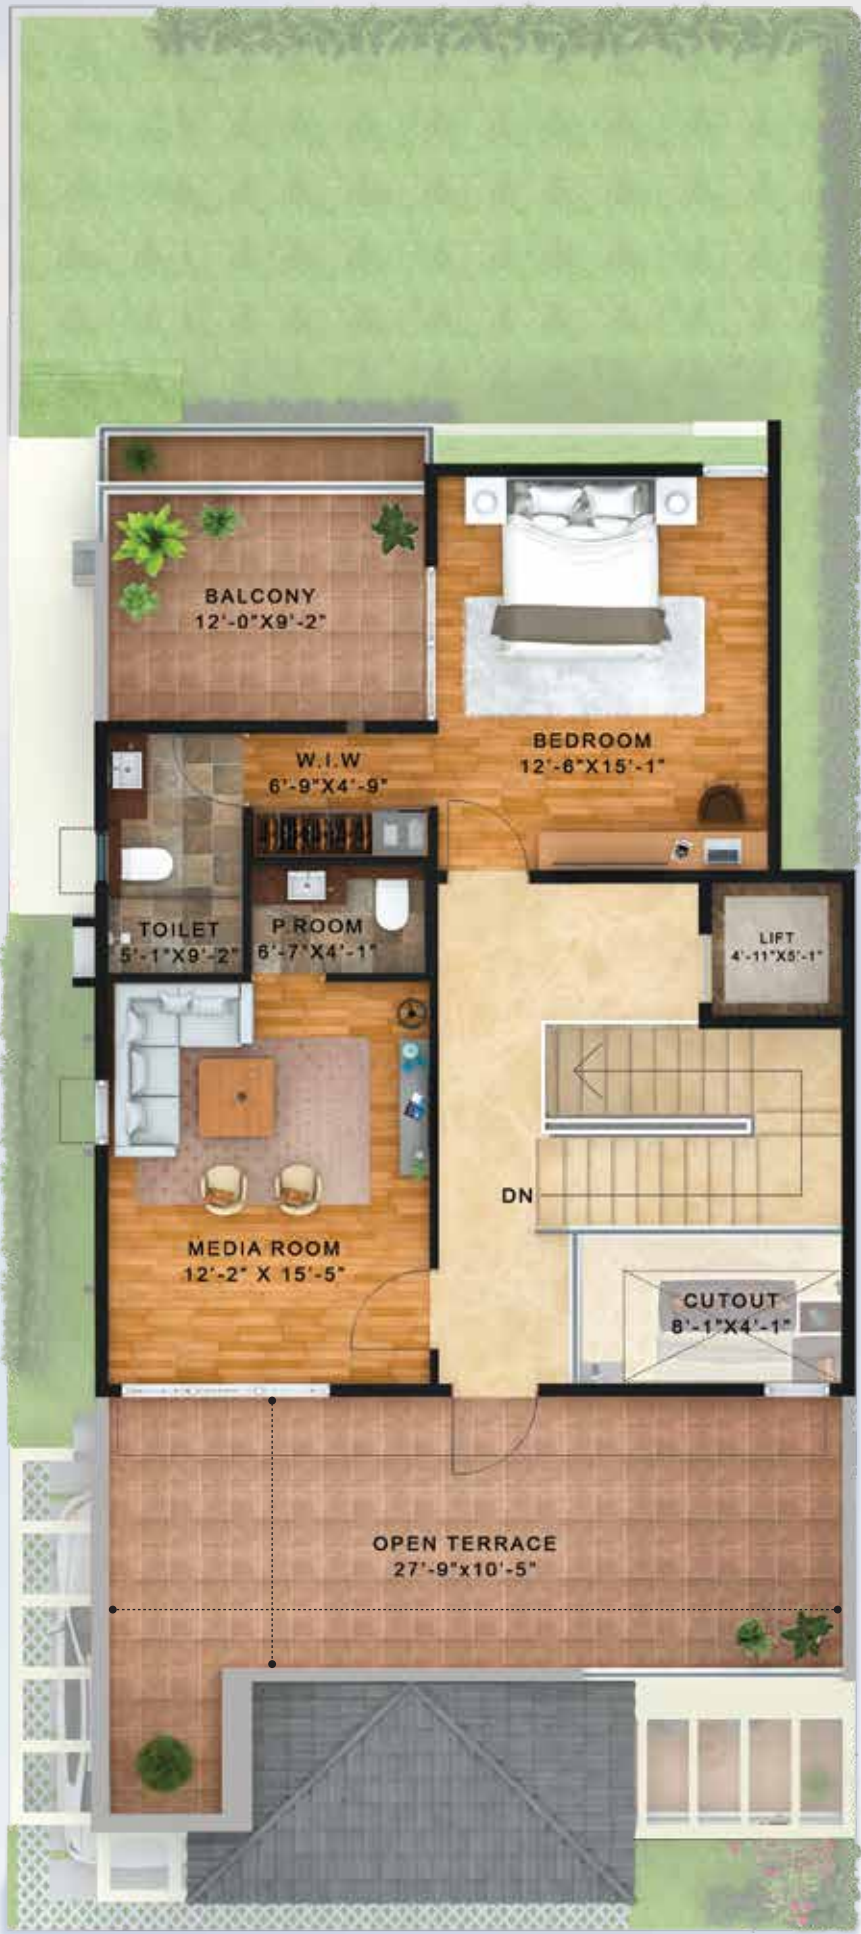 BALCONY
12'-0"X9'-2"
BEDROOM
12'-6"X15'-1"
W.I.W
6'-9"X4'-9"
TOILET
5'-1"X9'-2"
P.ROOM
6'-7"X4'-1"
LIFT
4'-11"X5'-1"
DN
MEDIA ROOM
12'-2" X 15'-5"
CUTOUT
8'-1"X4'-1"
OPEN TERRACE
27'-9"x10'-5"